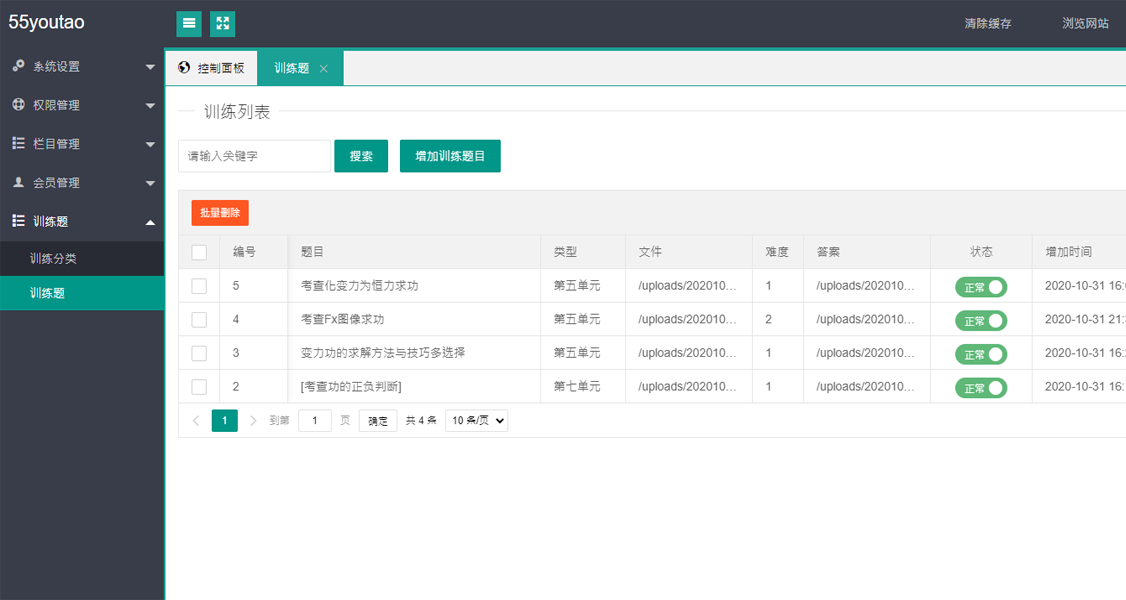 55youtao
清除缓存 浏览网站
系统设置
权限管理
栏目管理
会员管理
训练题
训练分类
训练题
控制面板 训练题
训练列表
请输入关键字 搜索 增加训练题目
批量删除
编号 题目 类型 文件 难度 答案 状态 增加时间
5 考查化变力为恒力求功 第五单元 /uploads/202010... 1 /uploads/202010... 正常 2020-10-31 16:
4 考查Fx图像求功 第五单元 /uploads/202010... 2 /uploads/202010... 正常 2020-10-31 21:
3 变力功的求解方法与技巧多选择 第五单元 /uploads/202010... 1 /uploads/202010... 正常 2020-10-31 16:
2 [考查功的正负判断] 第七单元 /uploads/202010... 1 /uploads/202010... 正常 2020-10-31 16:
1 到第 1 页 确定 共 4 条 10 条/页